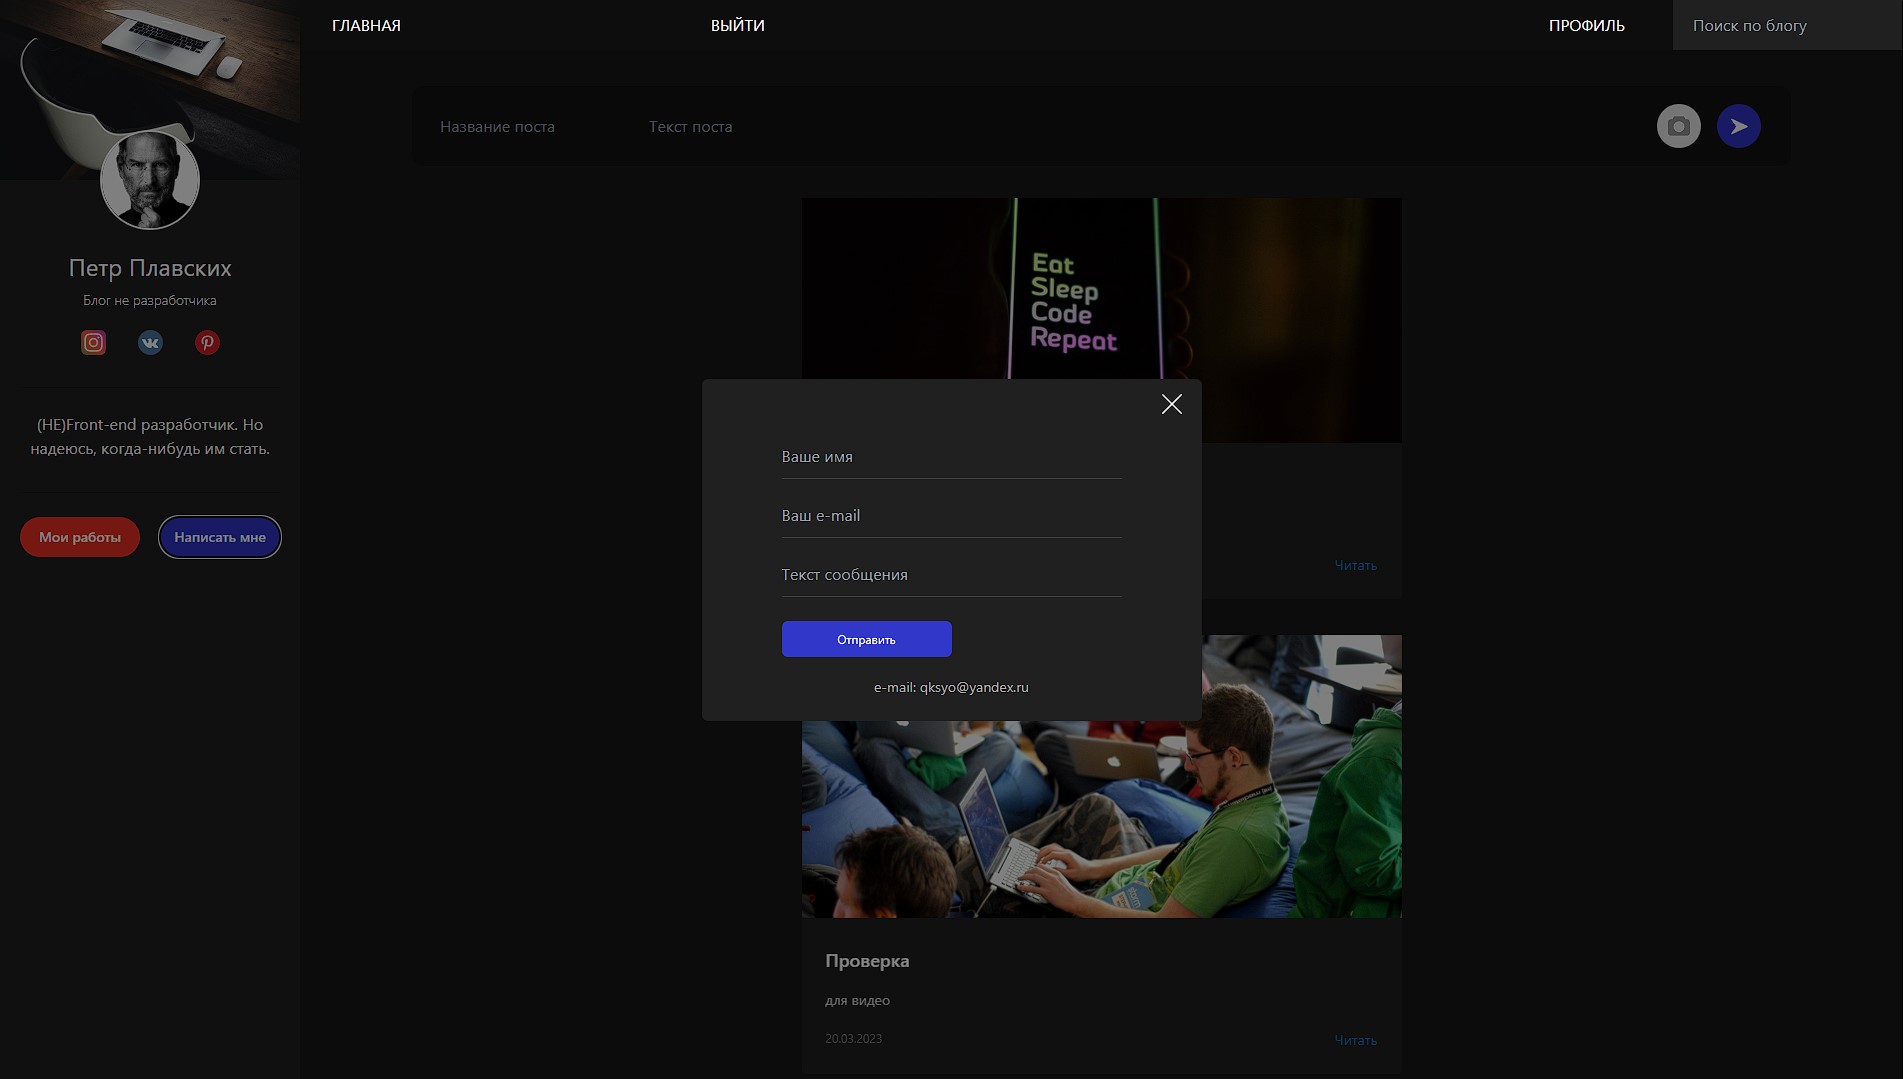 ГЛАВНАЯ
ВЫЙТИ
ПРОФИЛЬ
Поиск по блогу
Название поста
Текст поста
Eat
Sleep
Code
Repeat
Петр Плавских
Блог не разработчика
(НЕ)Front-end разработчик. Но
надеюсь, когда-нибудь им стать.
Мои работы
Написать мне
Ваше имя
Ваш e-mail
Текст сообщения
Отправить
e-mail: qksyo@yandex.ru
Читать
Проверка
для видео
20.03.2023
Читать